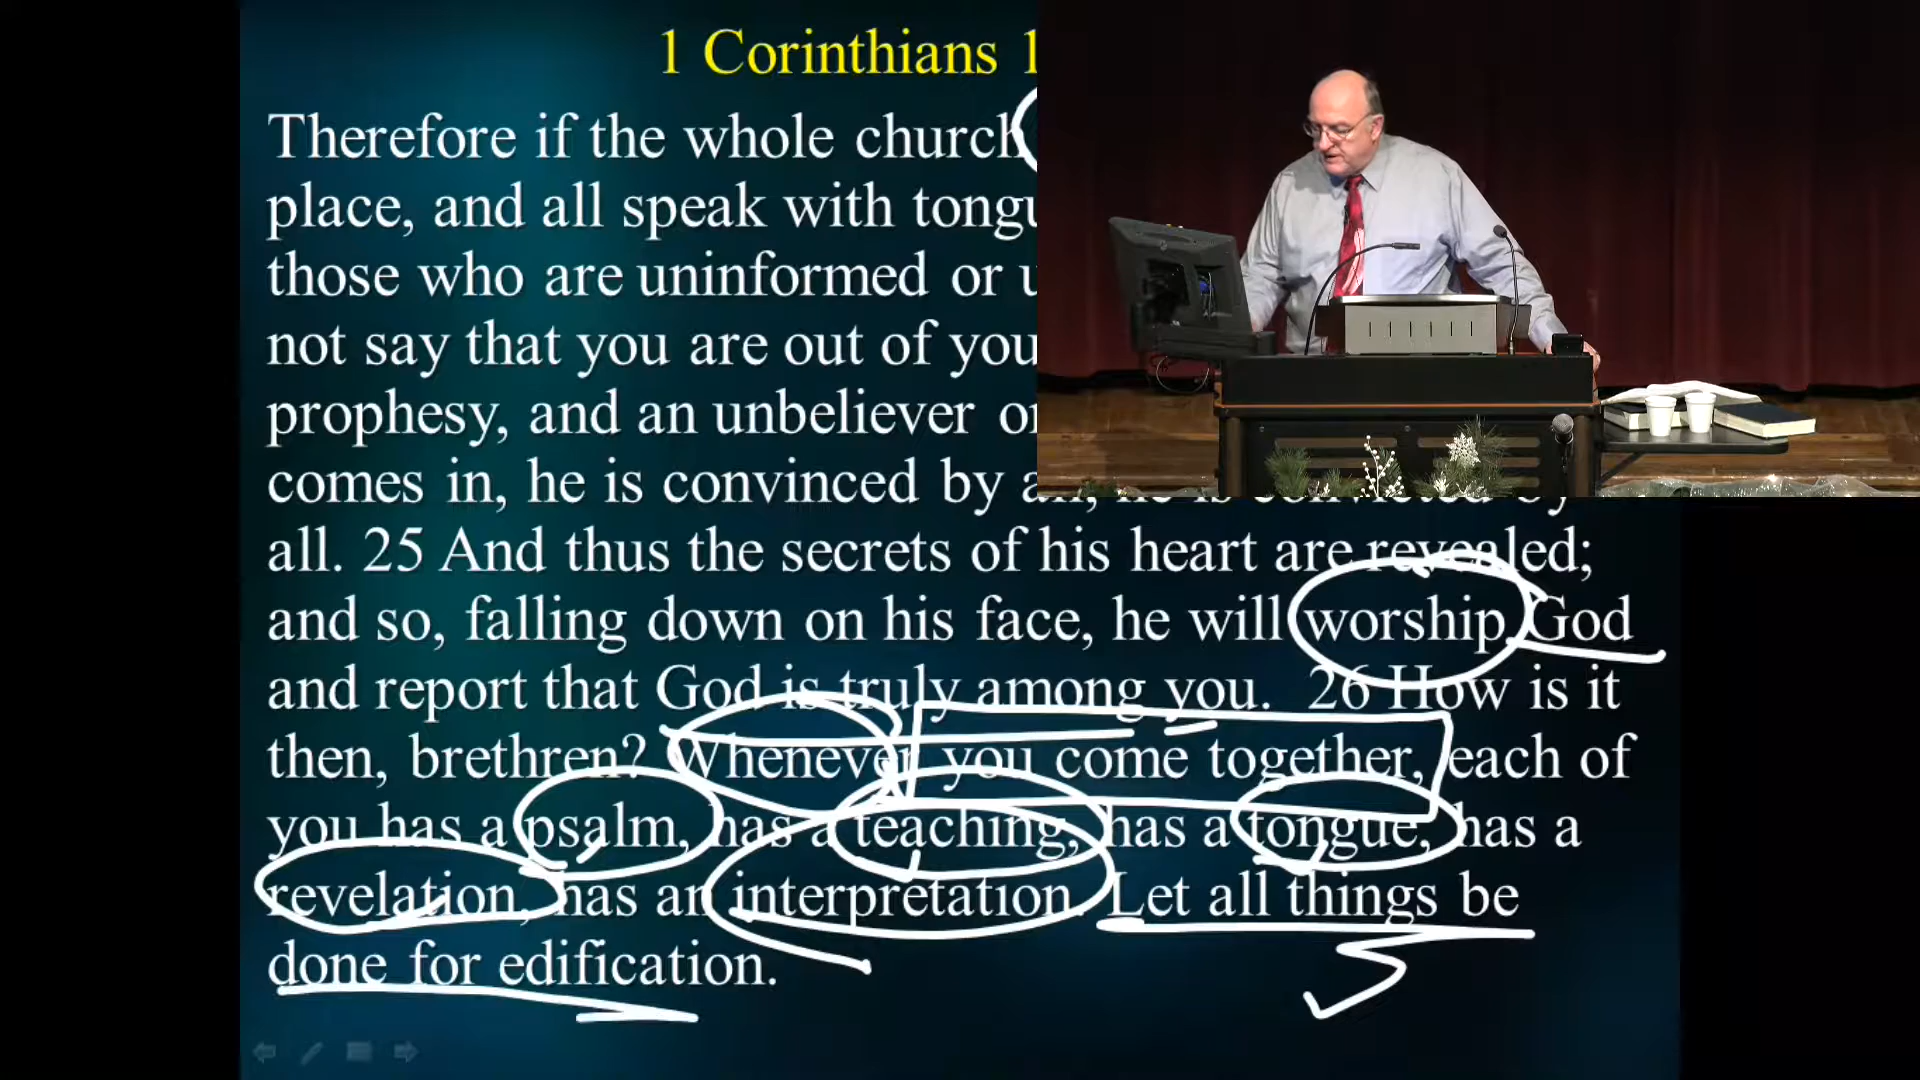 1 Corinthians 1
Therefore if the whole church
place, and all speak with
those who are uninformed or
not say that you are out of
prophesy, and an unbeliever
comes in, he is convinced by all, he is convicted by
all. 25 And thus the secrets of his heart are revealed;
and so, falling down on his face, he will worship God
and report that God is truly among you. 26 How is it
then, brethren? Whenever you come together, each of
you has a psalm, has a teaching, has a tongue, has a
revelation, has an interpretation. Let all things be
done for edification.